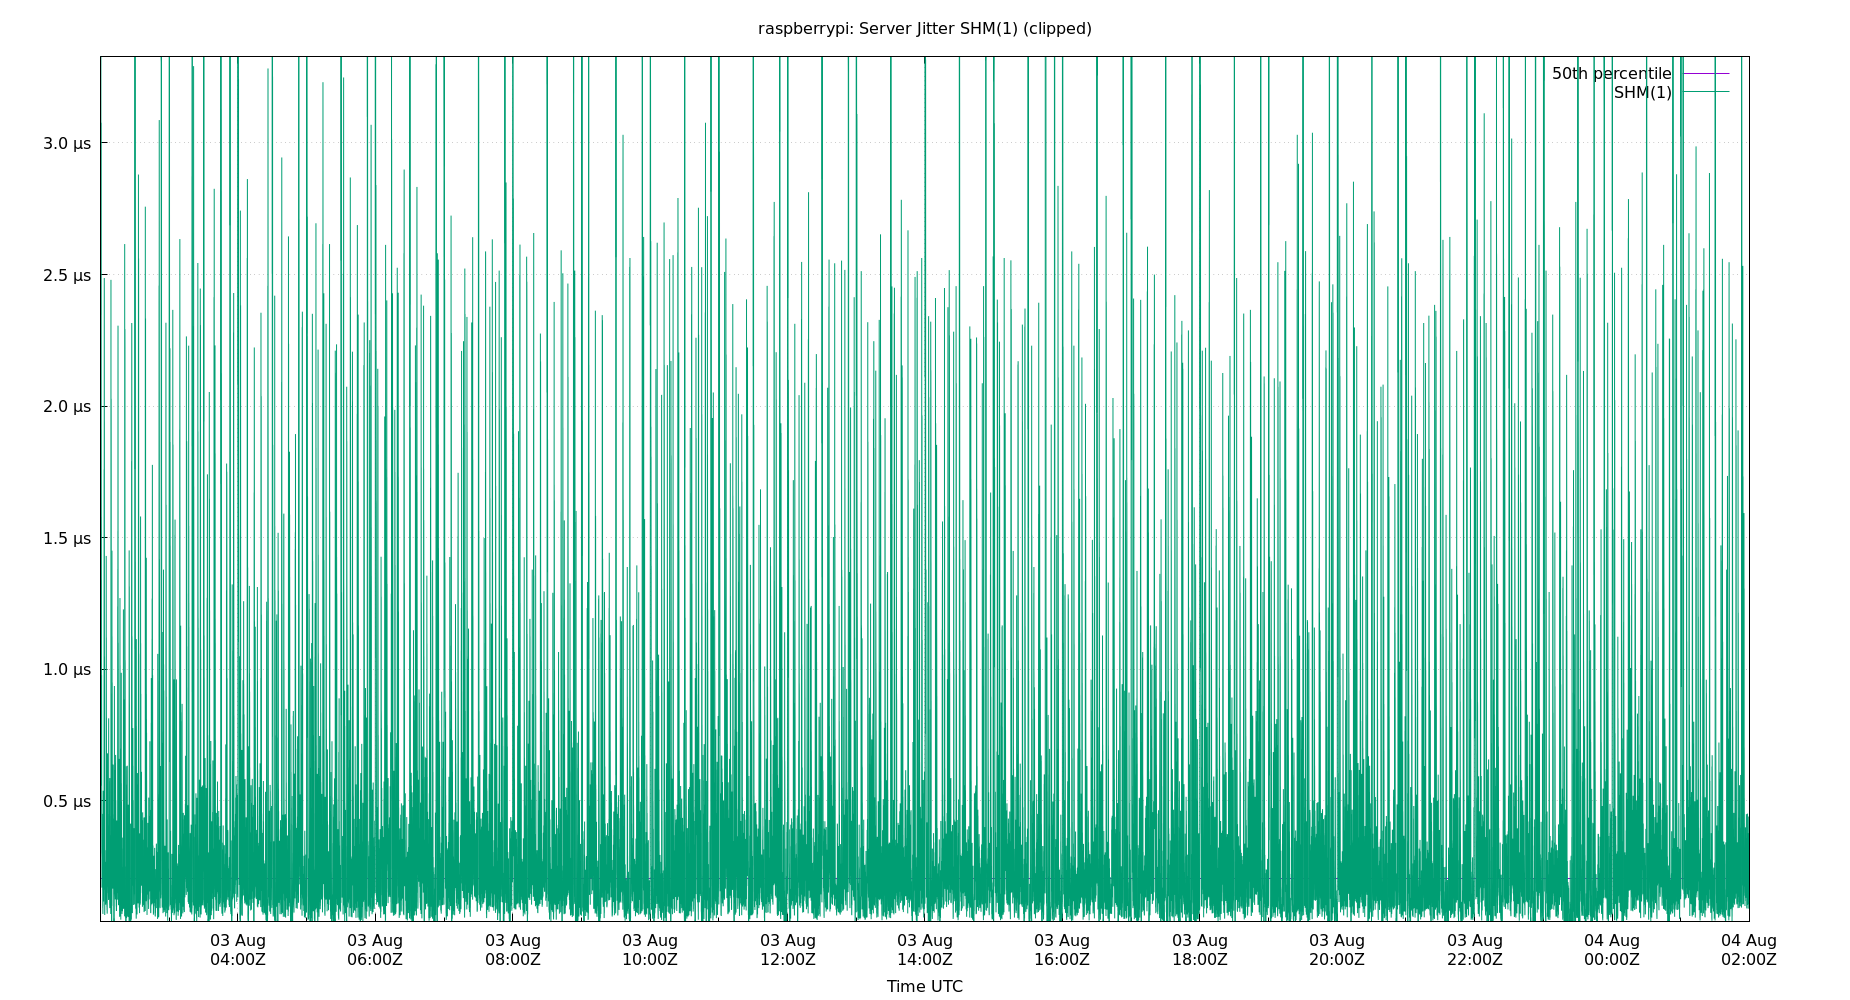 raspberrypi: Server Jitter SHM(1) (clipped)
50th percentile
SHM(1)
3.0 µs
2.5 µs
2.0 µs
1.5 µs
1.0 µs
0.5 µs
03 Aug 03 Aug 03 Aug 03 Aug 03 Aug 03 Aug 03 Aug 03 Aug 03 Aug 03 Aug 04 Aug 04 Aug
04:00Z 06:00Z 08:00Z 10:00Z 12:00Z 14:00Z 16:00Z 18:00Z 20:00Z 22:00Z 00:00Z 02:00Z
Time UTC